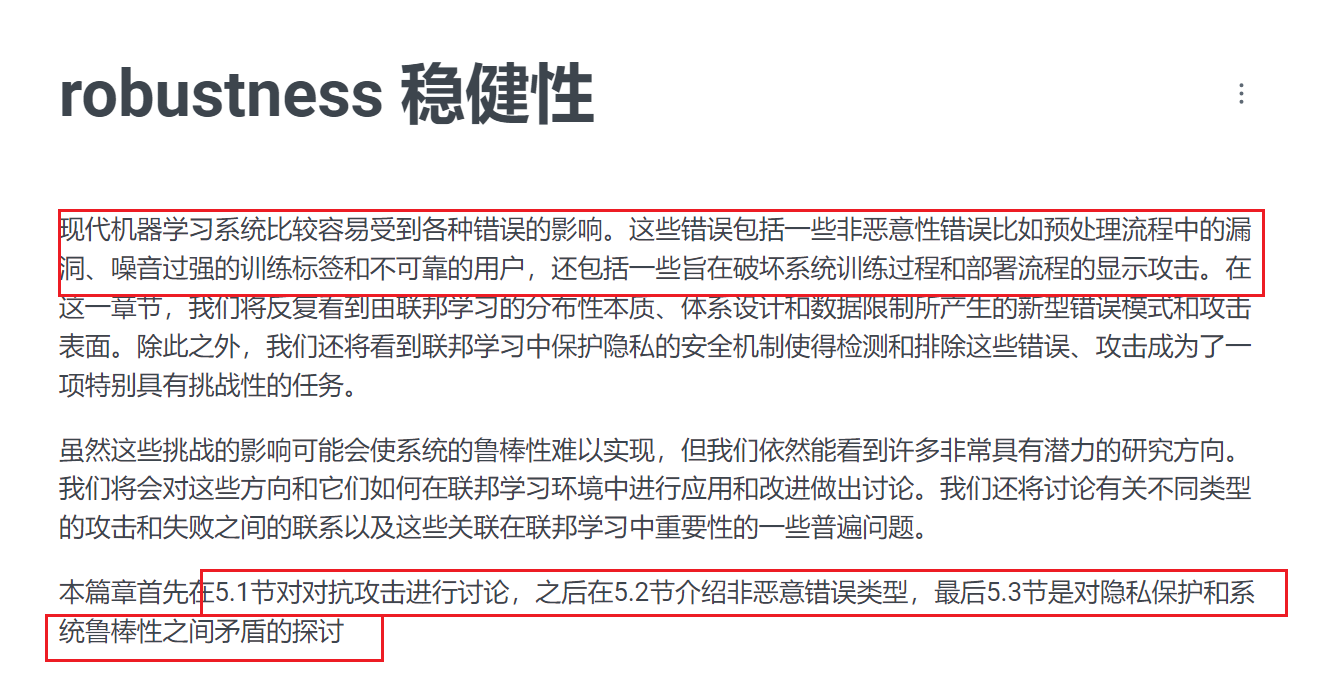 robustness 稳健性
现代机器学习系统比较容易受到各种错误的影响。这些错误包括一些非恶意性错误比如预处理流程中的漏
洞、噪音过强的训练标签和不可靠的用户，还包括一些旨在破坏系统训练过程和部署流程的显示攻击。在
这一章节，我们将反复看到由联邦学习的分布性本质、体系设计和数据限制所产生的新型错误模式和攻击
表面。除此之外，我们还将看到联邦学习中保护隐私的安全机制使得检测和排除这些错误、攻击成为了一
项特别具有挑战性的任务。
虽然这些挑战的影响可能会使系统的鲁棒性难以实现，但我们依然能看到许多非常具有潜力的研究方向。
我们将会对这些方向和它们如何在联邦学习环境中进行应用和改进做出讨论。我们还将讨论有关不同类型
的攻击和失败之间的联系以及这些关联在联邦学习中重要性的一些普遍问题。
本篇章首先在5.1节对对抗攻击进行讨论，之后在5.2节介绍非恶意错误类型，最后5.3节是对隐私保护和系
统鲁棒性之间矛盾的探讨